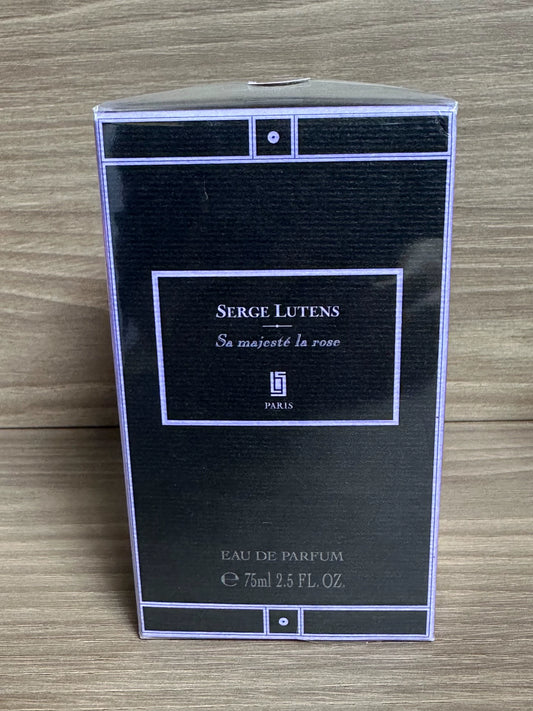 SERGE LUTENS
Sa majesté la rose
PARIS
EAU DE PARFUM
℮ 75ml 2.5 FL. OZ.